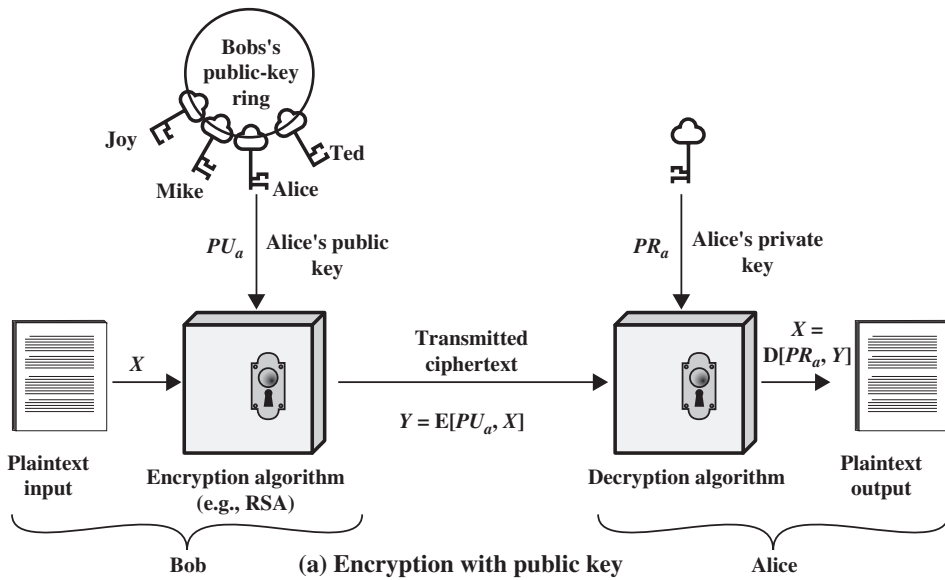 Bobs's
public-key
ring
Joy
Mike
Alice
Ted
PUₐ
Alice's public
key
PRₐ
Alice's private
key
X
Transmitted
ciphertext
Y = E[PUₐ, X]
X =
D[PRₐ, Y]
Plaintext
input
Encryption algorithm
(e.g., RSA)
Decryption algorithm
Plaintext
output
Bob
(a) Encryption with public key
Alice